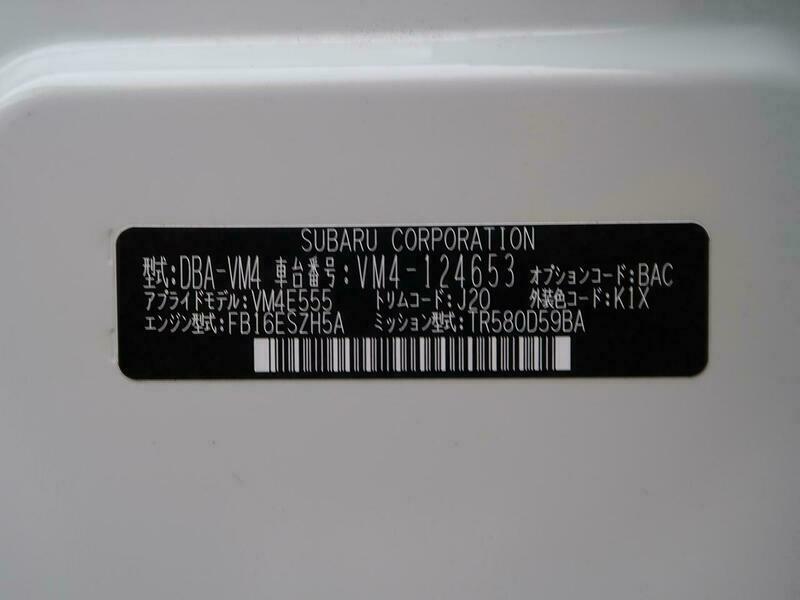 SUBARU CORPORATION
型式:DBA-VM4 車台番号:VM4-124653 オプションコード:BAC
アプライドモデル:VM4E555 トリムコード:J20 外装色コード:K1X
エンジン型式:FB16ESZH5A ミッション型式:TR580D59BA